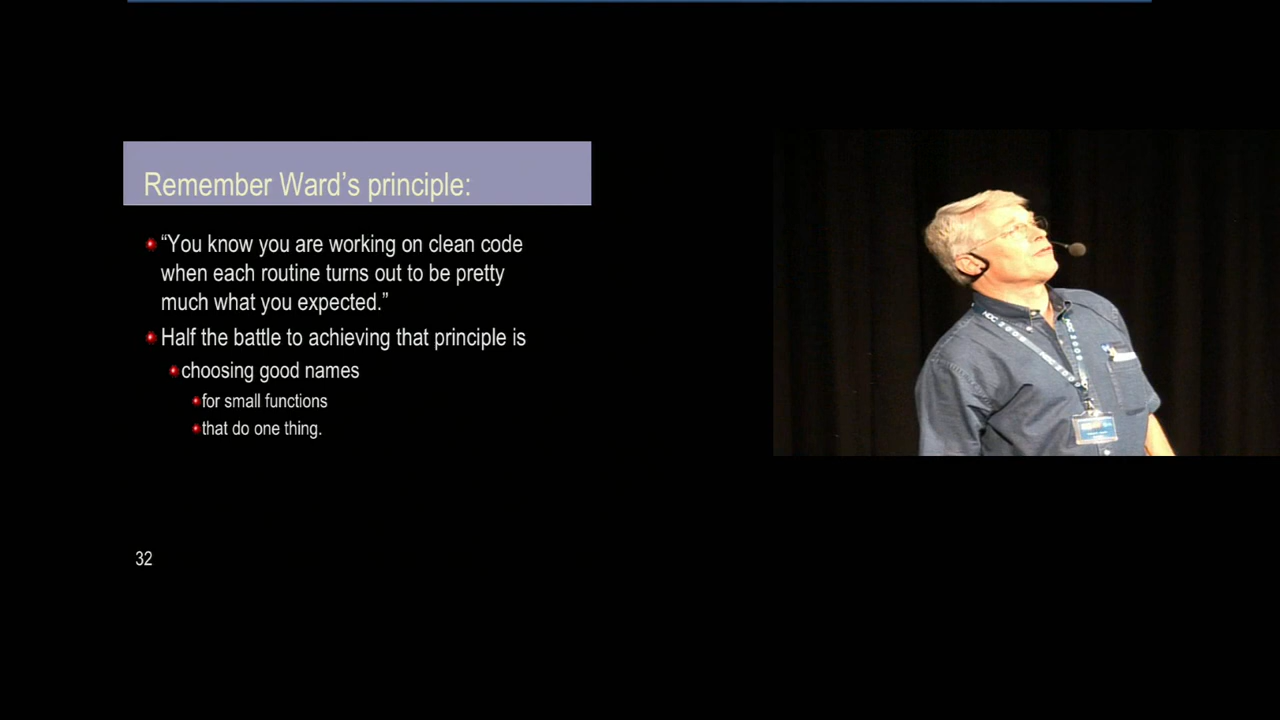 Remember Ward's principle:
“You know you are working on clean code
when each routine turns out to be pretty
much what you expected.”
Half the battle to achieving that principle is
choosing good names
for small functions
that do one thing.
32
NDC